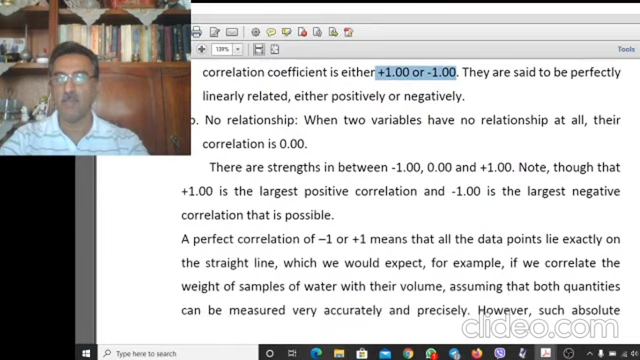 139%
Tools
correlation coefficient is either +1.00 or -1.00. They are said to be perfectly
linearly related, either positively or negatively.
b. No relationship: When two variables have no relationship at all, their
correlation is 0.00.
There are strengths in between -1.00, 0.00 and +1.00. Note, though that
+1.00 is the largest positive correlation and -1.00 is the largest negative
correlation that is possible.
A perfect correlation of –1 or +1 means that all the data points lie exactly on
the straight line, which we would expect, for example, if we correlate the
weight of samples of water with their volume, assuming that both quantities
can be measured very accurately and precisely. However, such absolute
clideo.com
Type here to search